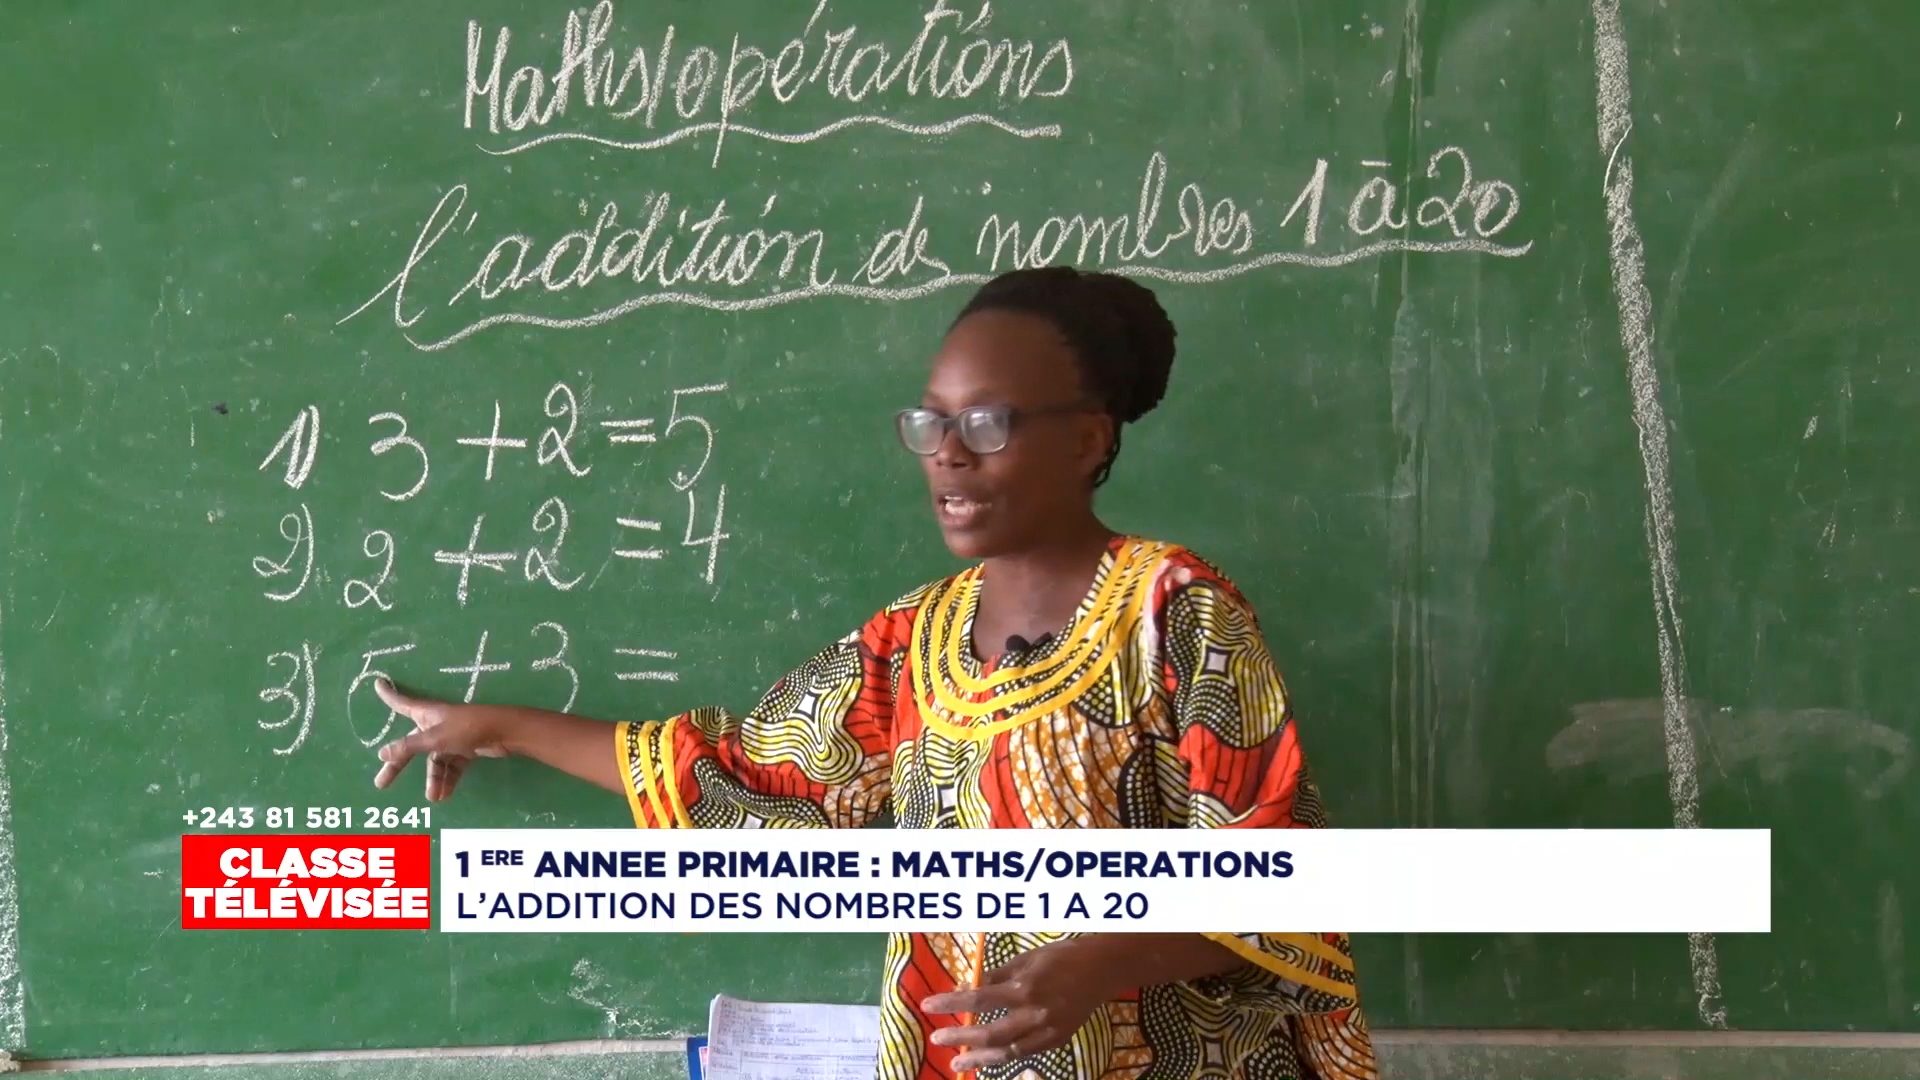 Maths/opérations
l'addition de nombres 1 à 20
1) 3 + 2 = 5
2) 2 + 2 = 4
3) 5 + 3 =
+243 81 581 2641
CLASSE
TÉLÉVISÉE
1 ERE ANNEE PRIMAIRE : MATHS/OPERATIONS
L'ADDITION DES NOMBRES DE 1 A 20